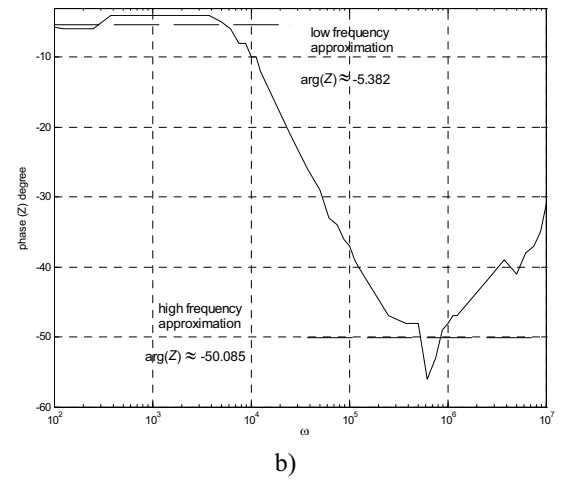 low frequency
approximation
arg(Z)≈-5.382
-10
-20
-30
-40
-50
-60
phase (Z) degree
high frequency
approximation
arg(Z) ≈ -50.085
10^2
10^3
10^4
10^5
10^6
10^7
ω
b)